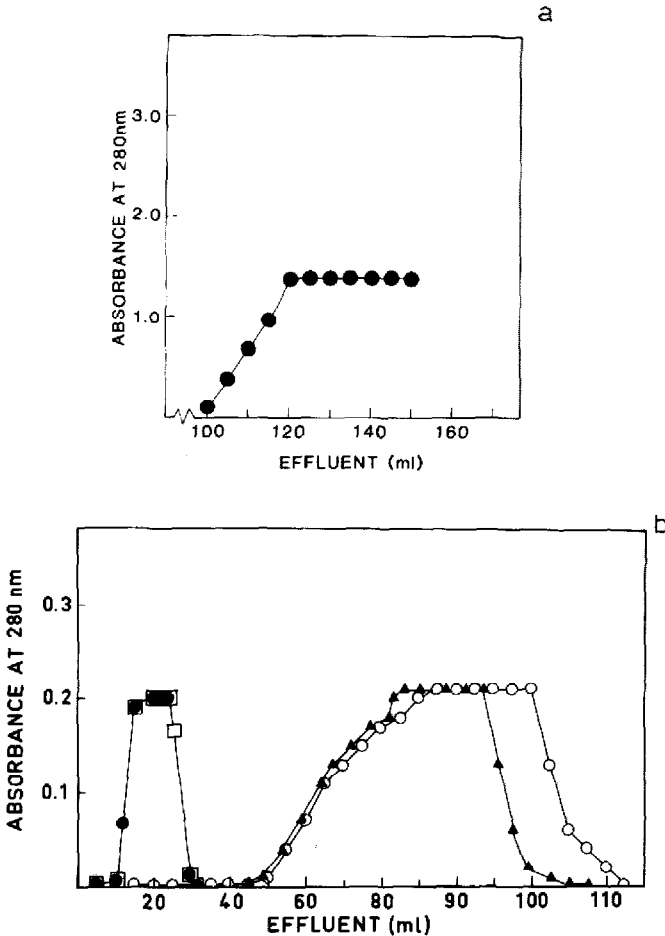 a
ABSORBANCE AT 280nm
3.0
2.0
1.0
100 120 140 160
EFFLUENT (ml)
b
ABSORBANCE AT 280 nm
0.3
0.2
0.1
20 40 60 80 90 100 110
EFFLUENT (ml)